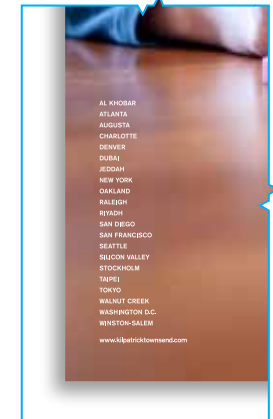 AL KHOBAR
ATLANTA
AUGUSTA
CHARLOTTE
DENVER
DUBAI
JEDDAH
NEW YORK
OAKLAND
RALEIGH
RIYADH
SAN DIEGO
SAN FRANCISCO
SEATTLE
SILICON VALLEY
STOCKHOLM
TAIPEI
TOKYO
WALNUT CREEK
WASHINGTON D.C.
WINSTON-SALEM
www.kilpatricktownsend.com